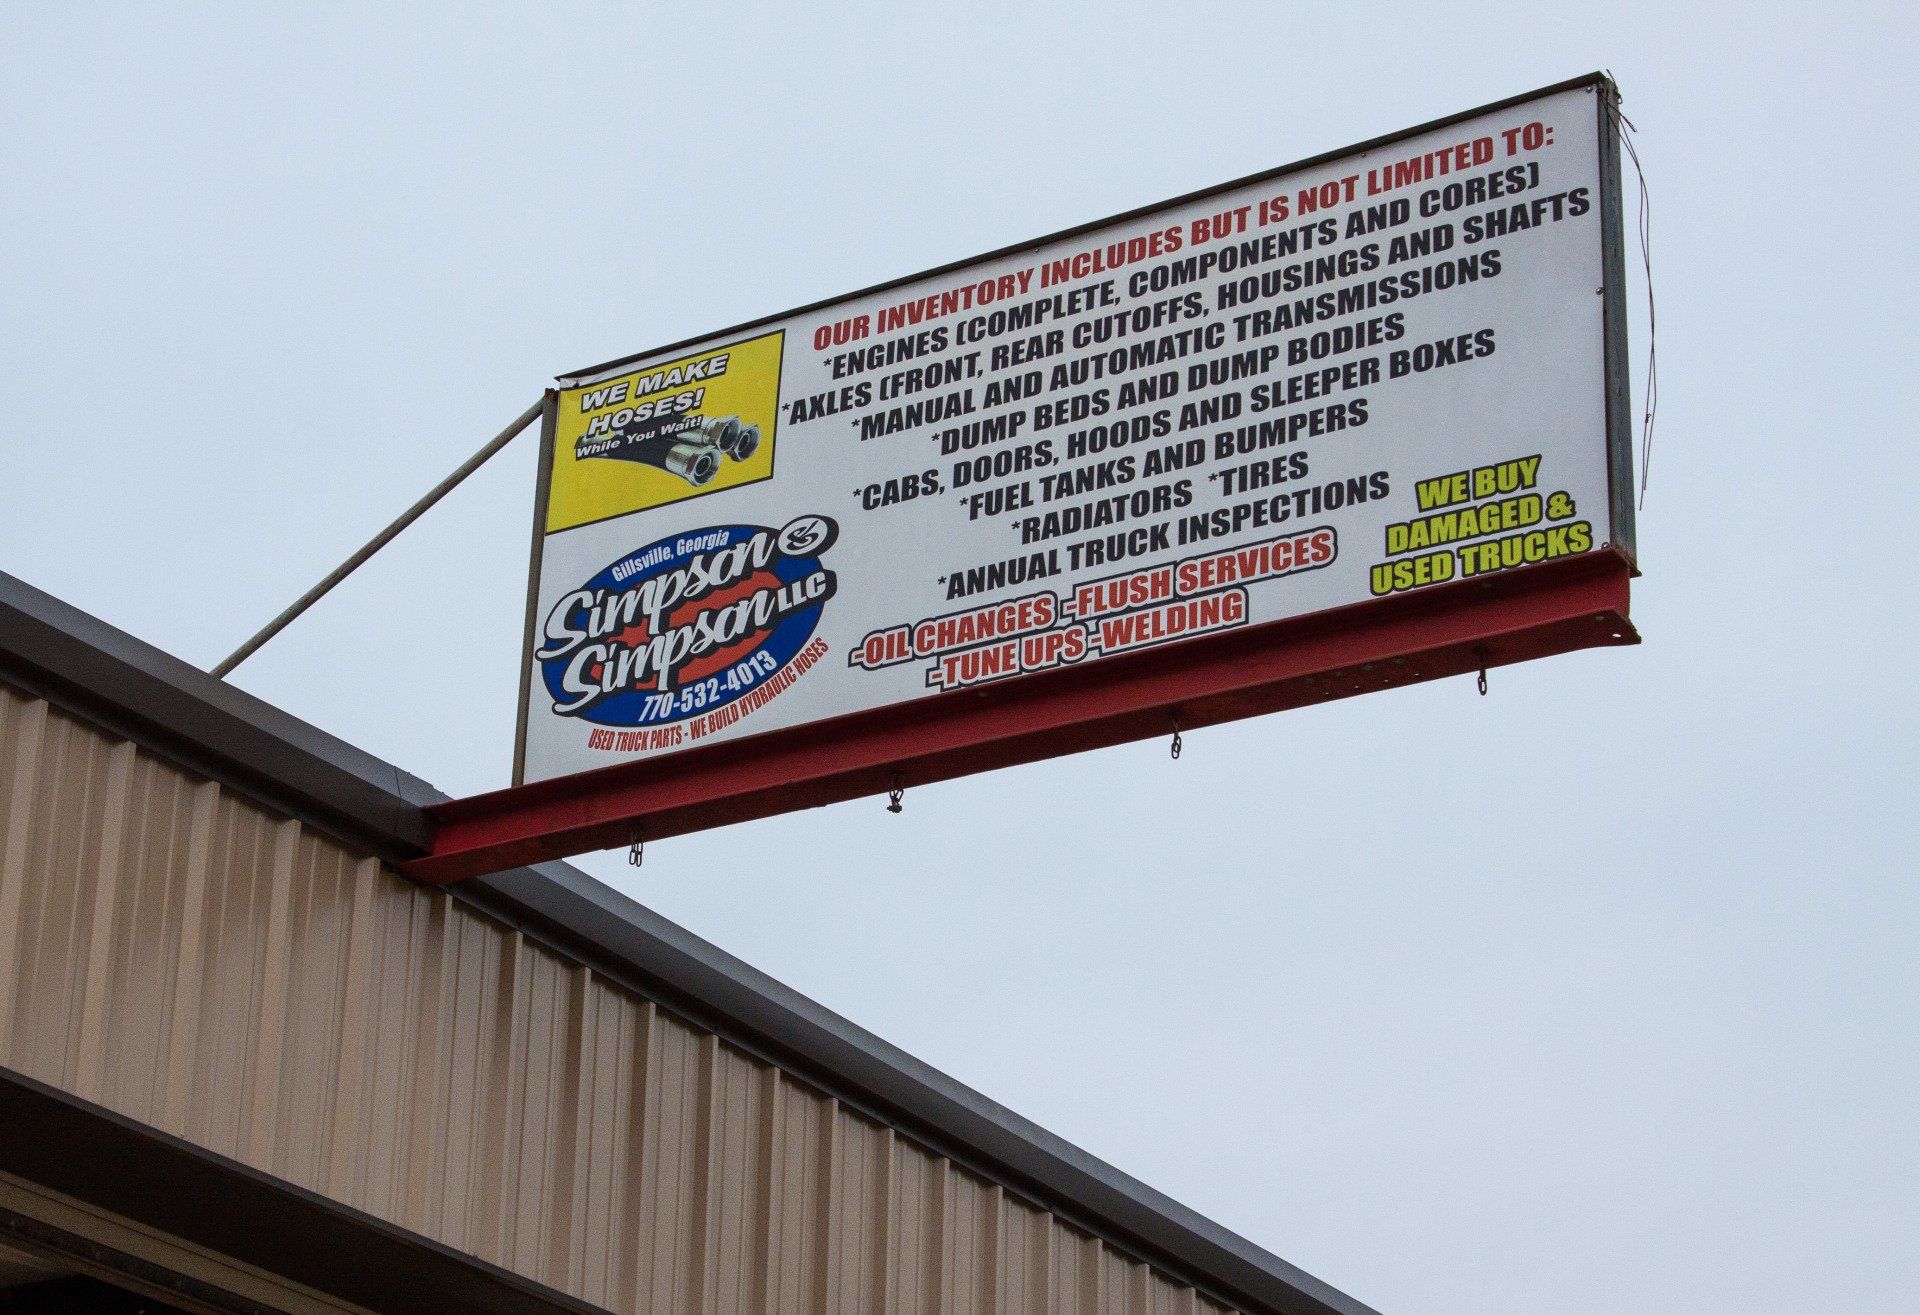 WE MAKE
HOSES!
While You Wait!
Gillsville, Georgia
Simpson &
Simpson LLC
770-532-4013
USED TRUCK PARTS - WE BUILD HYDRAULIC HOSES
OUR INVENTORY INCLUDES BUT IS NOT LIMITED TO:
*ENGINES (COMPLETE, COMPONENTS AND CORES)
*AXLES (FRONT, REAR CUTOFFS, HOUSINGS AND SHAFTS
*MANUAL AND AUTOMATIC TRANSMISSIONS
*DUMP BEDS AND DUMP BODIES
*CABS, DOORS, HOODS AND SLEEPER BOXES
*FUEL TANKS AND BUMPERS
*RADIATORS *TIRES
*ANNUAL TRUCK INSPECTIONS
-OIL CHANGES -FLUSH SERVICES
-TUNE UPS -WELDING
WE BUY
DAMAGED &
USED TRUCKS